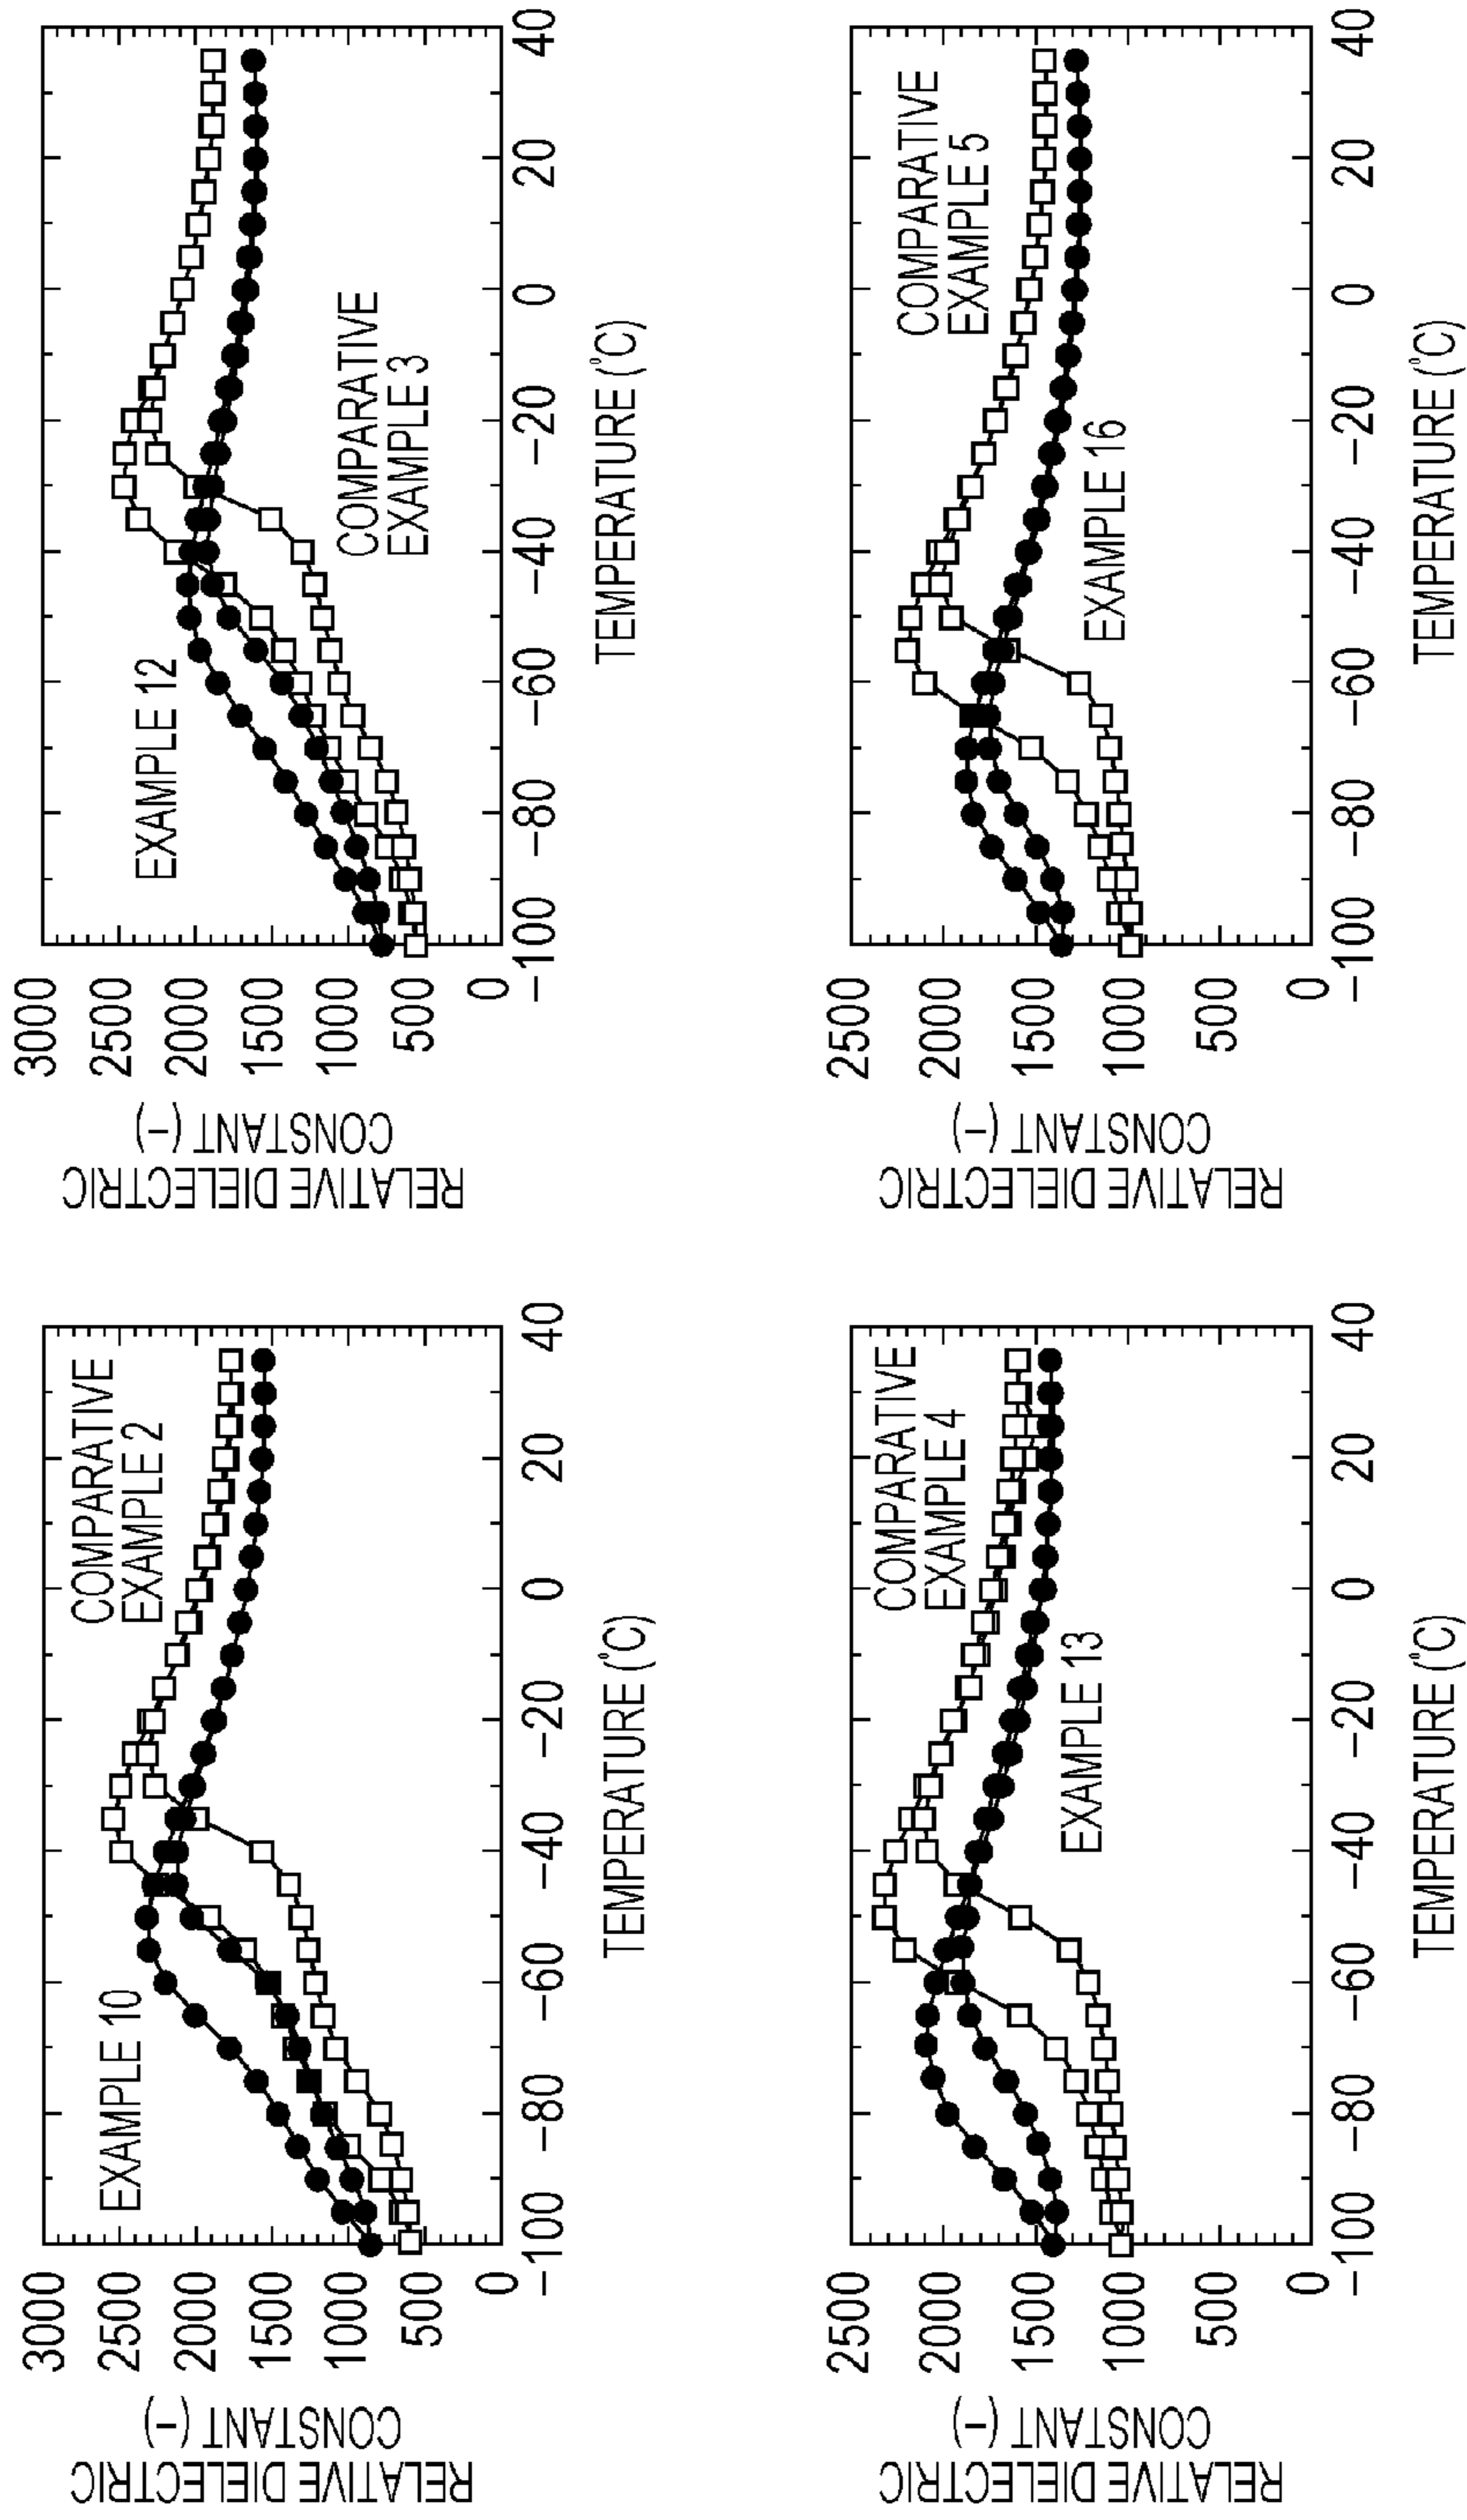 RELATIVE DIELECTRIC
CONSTANT (-)
3000
2500
2000
1500
1000
500
0
EXAMPLE 10
COMPARATIVE
EXAMPLE 2
-100
-80
-60
-40
-20
0
20
40
TEMPERATURE (°C)
RELATIVE DIELECTRIC
CONSTANT (-)
3000
2500
2000
1500
1000
500
0
EXAMPLE 12
COMPARATIVE
EXAMPLE 3
-100
-80
-60
-40
-20
0
20
40
TEMPERATURE (°C)
RELATIVE DIELECTRIC
CONSTANT (-)
2500
2000
1500
1000
500
0
COMPARATIVE
EXAMPLE 4
EXAMPLE 13
-100
-80
-60
-40
-20
0
20
40
TEMPERATURE (°C)
RELATIVE DIELECTRIC
CONSTANT (-)
2500
2000
1500
1000
500
0
COMPARATIVE
EXAMPLE 5
EXAMPLE 16
-100
-80
-60
-40
-20
0
20
40
TEMPERATURE (°C)